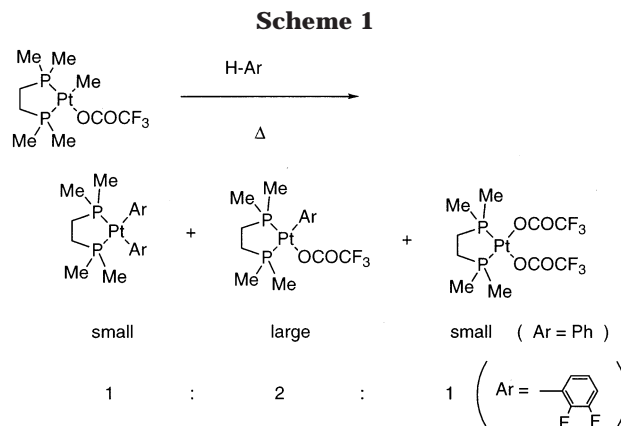 Scheme 1
Me Me
P Me
Pt
P OCOCF3
Me Me
H-Ar
Δ
Me Me
P Ar
Pt
P Ar
Me Me
+
Me Me
P Ar
Pt
P OCOCF3
Me Me
+
Me Me
P OCOCF3
Pt
P OCOCF3
Me Me
small large small ( Ar = Ph )
1 : 2 : 1 ( Ar = F F )